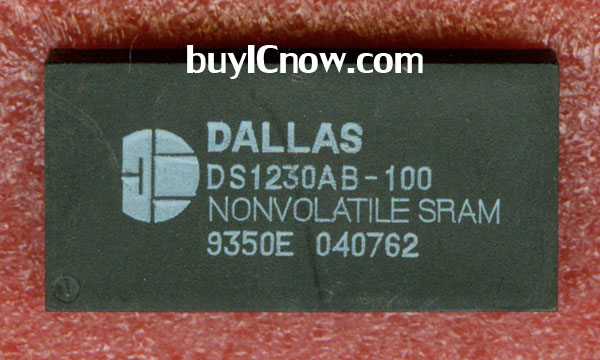 buyICnow.com
DALLAS
DS1230AB-100
NONVOLATILE SRAM
9350E 040762